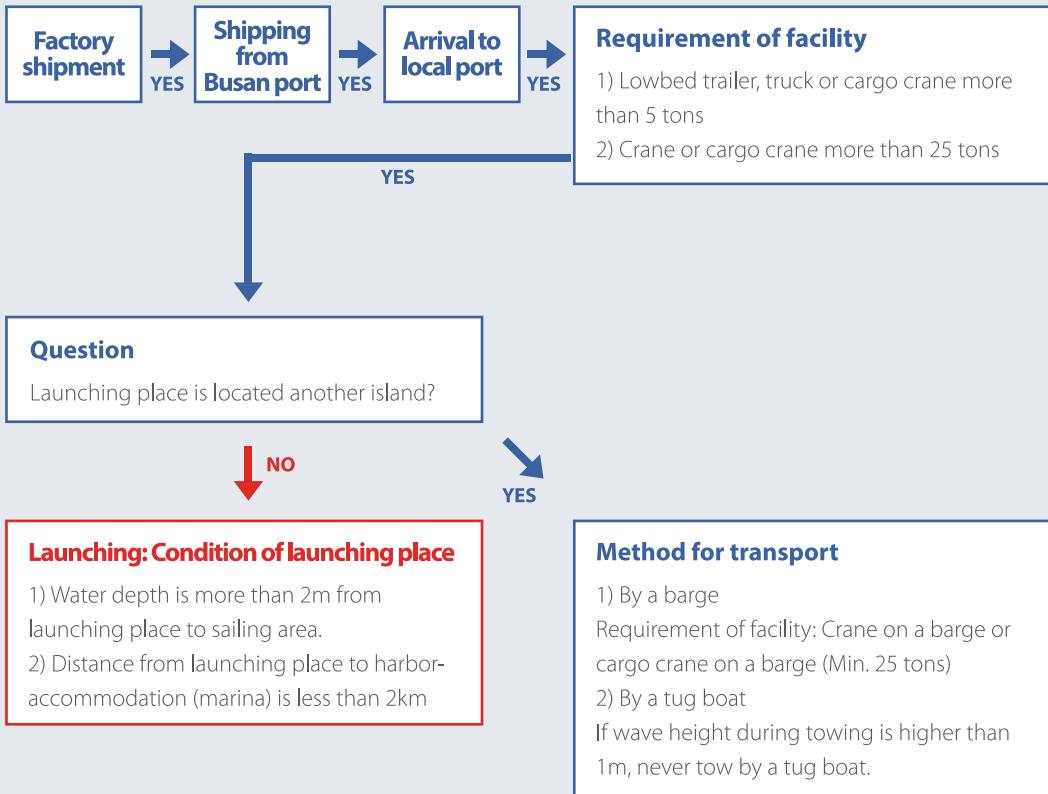 Factory
shipment
YES
Shipping
from
Busan port
YES
Arrival to
local port
YES
Requirement of facility
1) Lowbed trailer, truck or cargo crane more
than 5 tons
2) Crane or cargo crane more than 25 tons
YES
Question
Launching place is located another island?
NO
YES
Launching: Condition of launching place
1) Water depth is more than 2m from
launching place to sailing area.
2) Distance from launching place to harbor-
accommodation (marina) is less than 2km
Method for transport
1) By a barge
Requirement of facility: Crane on a barge or
cargo crane on a barge (Min. 25 tons)
2) By a tug boat
If wave height during towing is higher than
1m, never tow by a tug boat.